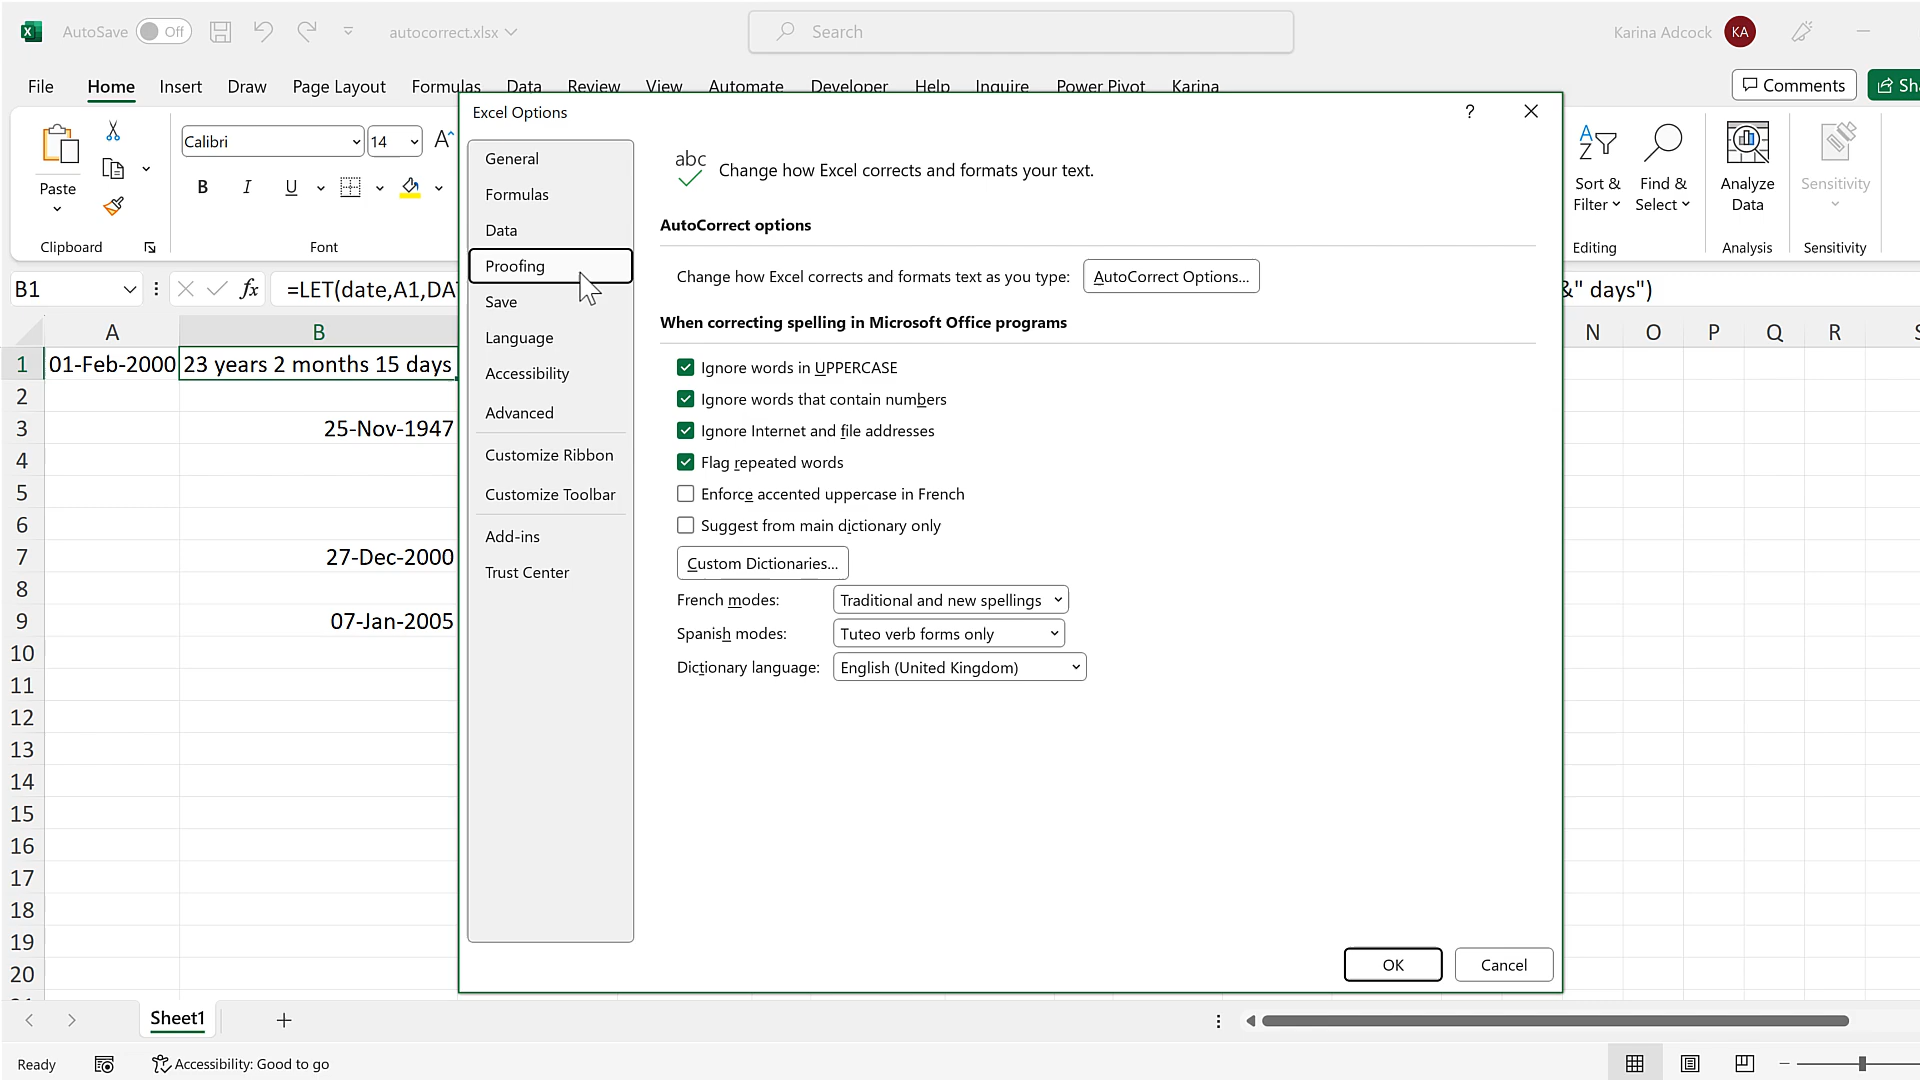 AutoSave Off autocorrect.xlsx Search Karina Adcock KA
File Home Insert Draw Page Layout Formulas Data Review View Automate Developer Help Inquire Power Pivot Karina Comments
Paste
Calibri 14 A
B I U
Clipboard Font
Sort & Filter
Find & Select
Analyze Data
Sensitivity
Editing Analysis Sensitivity
B1 fx =LET(date,A1,DA &" days")
A B N O P Q R
1 01-Feb-2000 23 years 2 months 15 days
2
3 25-Nov-1947
4
5
6
7 27-Dec-2000
8
9 07-Jan-2005
10
11
12
13
14
15
16
17
18
19
20
Excel Options ?
General
Formulas
Data
Proofing
Save
Language
Accessibility
Advanced
Customize Ribbon
Customize Toolbar
Add-ins
Trust Center
abc Change how Excel corrects and formats your text.
AutoCorrect options
Change how Excel corrects and formats text as you type: AutoCorrect Options...
When correcting spelling in Microsoft Office programs
Ignore words in UPPERCASE
Ignore words that contain numbers
Ignore Internet and file addresses
Flag repeated words
Enforce accented uppercase in French
Suggest from main dictionary only
Custom Dictionaries...
French modes: Traditional and new spellings
Spanish modes: Tuteo verb forms only
Dictionary language: English (United Kingdom)
OK Cancel
Sheet1
Ready Accessibility: Good to go